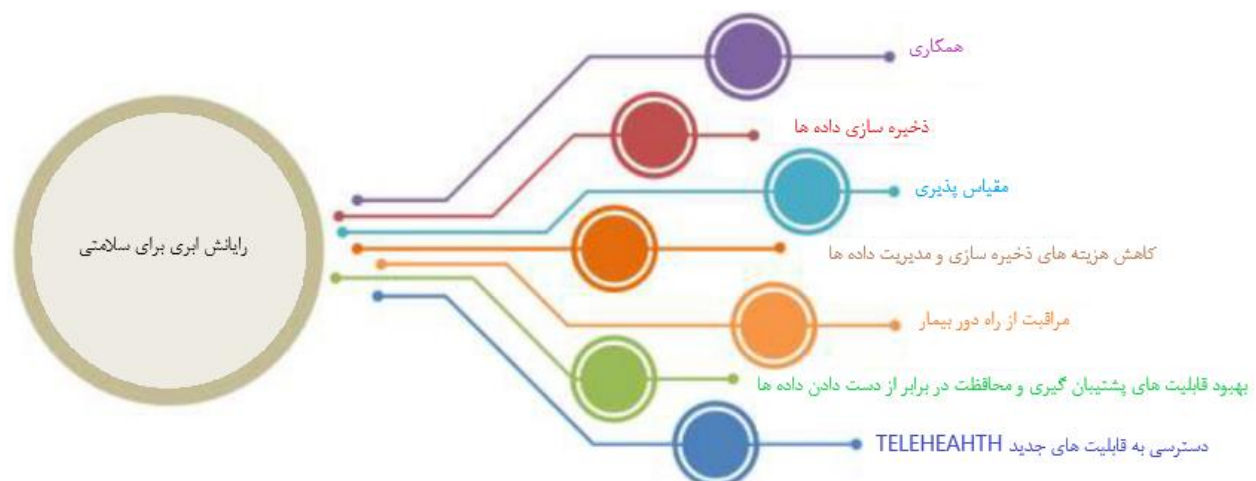 همکاری
ذخیره سازی داده ها
مقیاس پذیری
رایانش ابری برای سلامتی
کاهش هزیته های ذخیره سازی و مدیریت داده ها
مراقبت از راه دور بیمار
بهبود قابلیت های پشتیبان گیری و محاقظت در برابر از دست دادن داده ها
دسترسی به قابلیت های جدید TELEHEAHTH